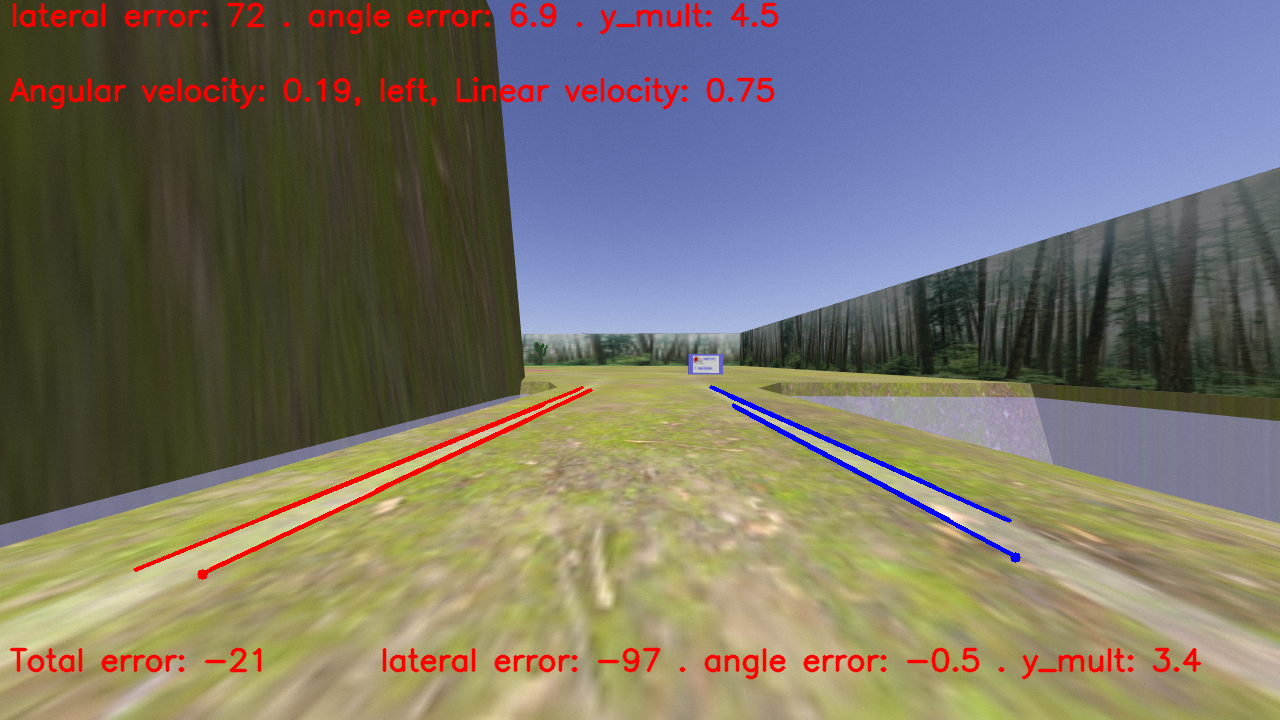 lateral error: 72 . angle error: 6.9 . y_mult: 4.5
Angular velocity: 0.19, left, Linear velocity: 0.75
Total error: −21
lateral error: −97 . angle error: −0.5 . y_mult: 3.4